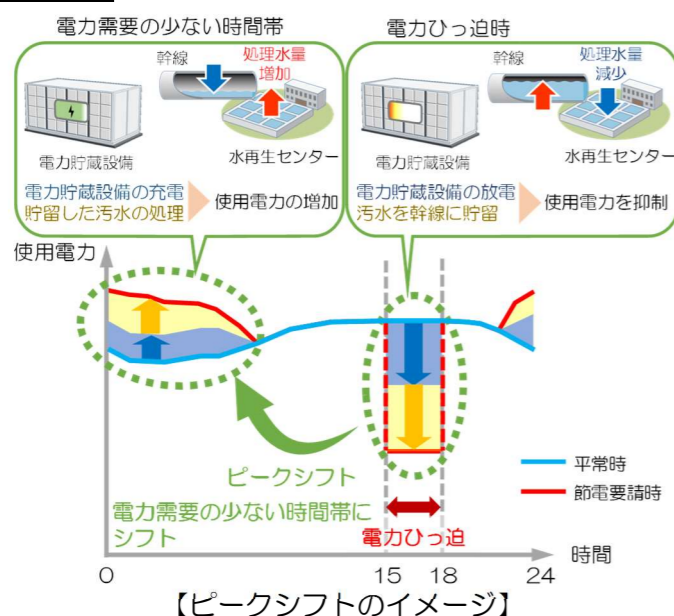 電力需要の少ない時間帯
幹線
処理水量
増加
電力貯蔵設備
水再生センター
電力貯蔵設備の充電
貯留した汚水の処理
使用電力の増加
電力ひっ迫時
幹線
処理水量
減少
電力貯蔵設備
水再生センター
電力貯蔵設備の放電
汚水を幹線に貯留
使用電力を抑制
使用電力
ピークシフト
電力需要の少ない時間帯に
シフト
電力ひっ迫
平常時
節電要請時
時間
0
15
18
24
【ピークシフトのイメージ】